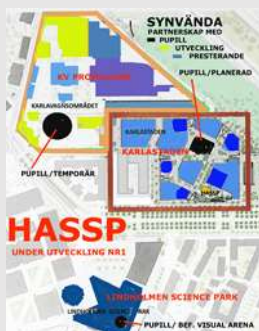 SYNVÄNDA
PARTNERSKAP MED
PUPILL
UTVECKLING
PRESTERANDE
KV PROJEKTOR
PUPILL/PLANERAD
KARLAVAGNSOMRÅDET
KARLASTADEN
KARLASTADEN
PUPILL/TEMPORÄR
HASSP
HASSP
UNDER UTVECKLING NR1
LINDHOLMEN SCIENCE PARK
PUPILL/ BEF. VISUAL ARENA